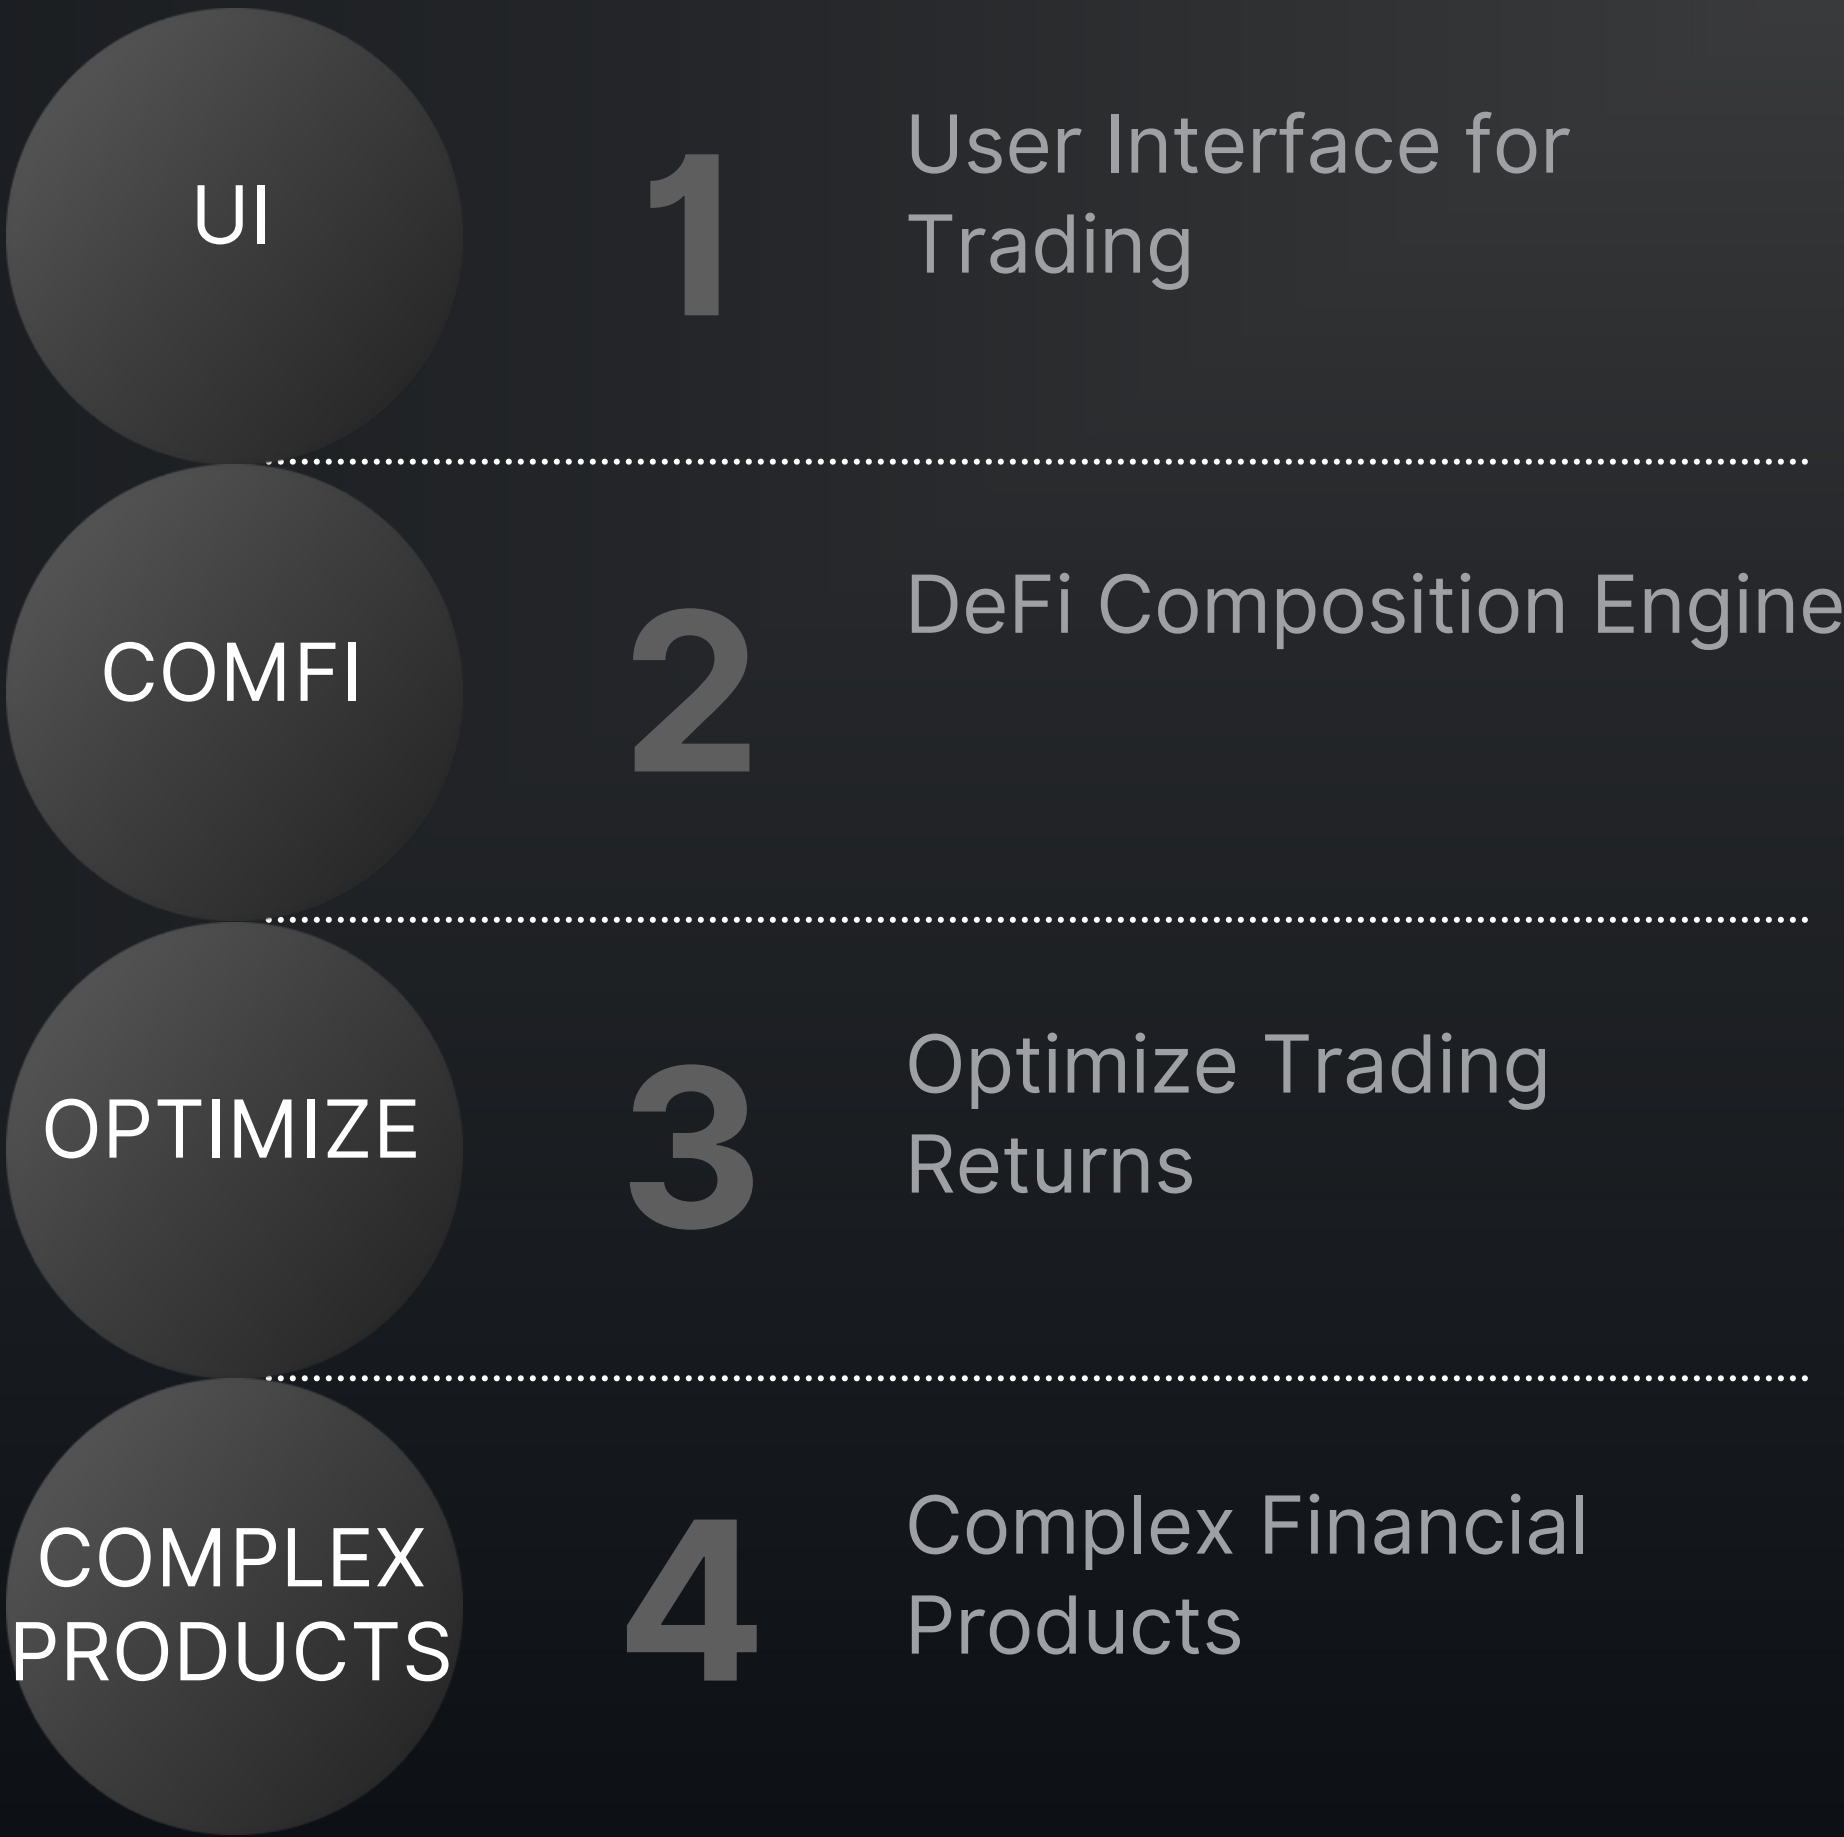 UI
1
User Interface for
Trading
COMFI
2
DeFi Composition Engine
OPTIMIZE
3
Optimize Trading
Returns
COMPLEX
PRODUCTS
4
Complex Financial
Products